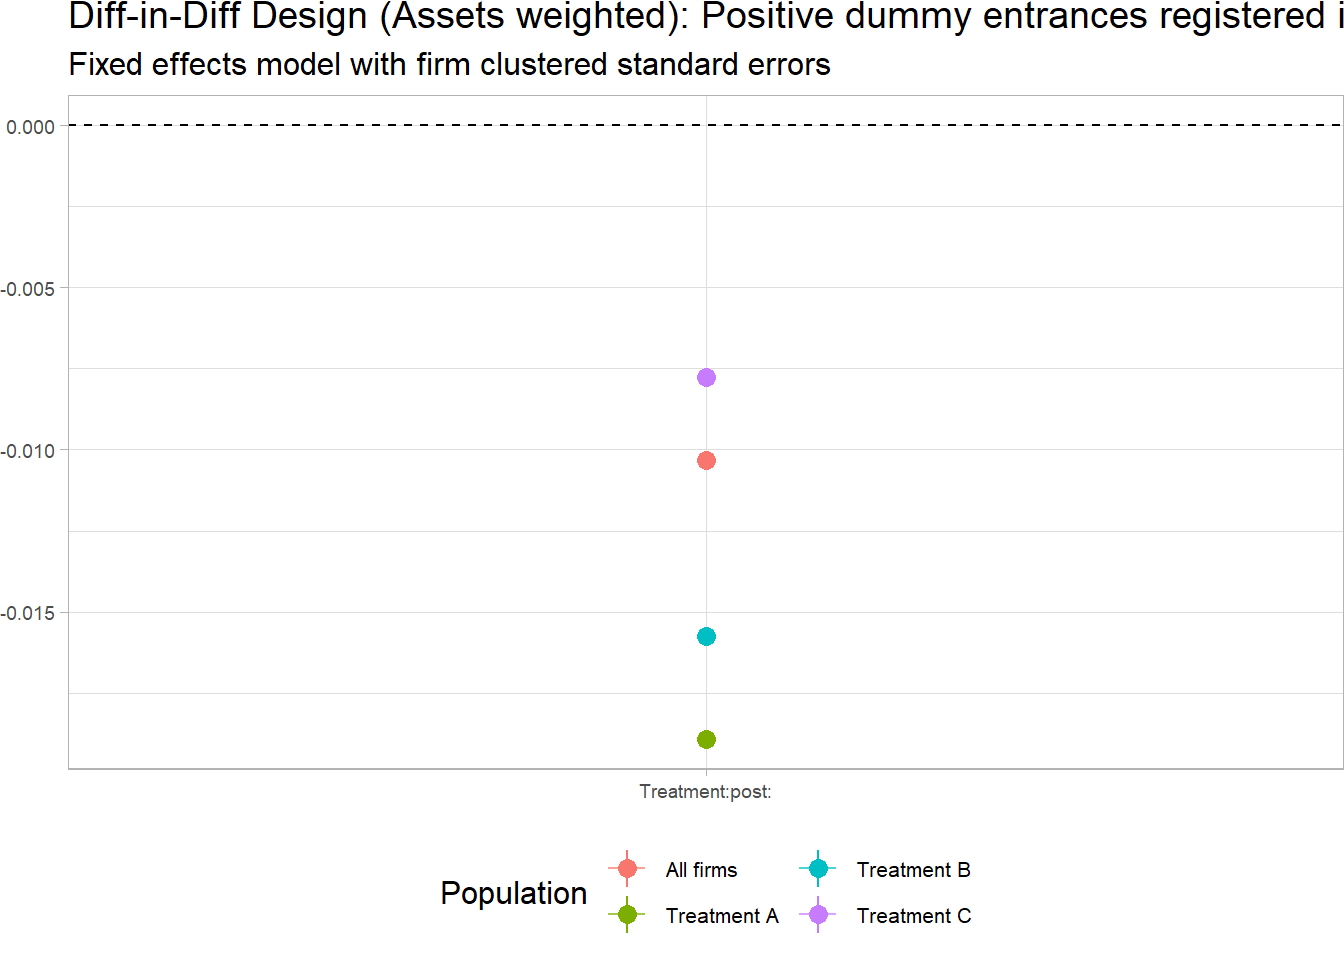 Diff-in-Diff Design (Assets weighted): Positive dummy entrances registered i
Fixed effects model with firm clustered standard errors
0.000
-0.005
-0.010
-0.015
Treatment:post:
Population
All firms
Treatment B
Treatment A
Treatment C